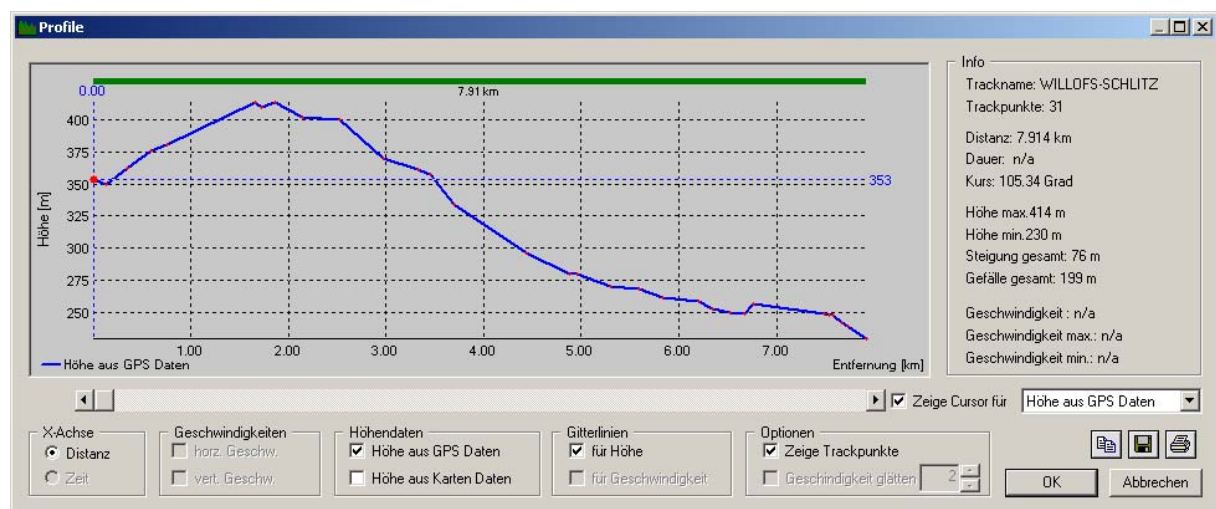 Profile
0.00
7.91 km
400
375
350
325
300
275
250
Höhe [m]
353
1.00
2.00
3.00
4.00
5.00
6.00
7.00
Höhe aus GPS Daten
Entfernung [km]
Info
Trackname: WILLOFS-SCHLITZ
Trackpunkte: 31
Distanz: 7.914 km
Dauer: n/a
Kurs: 105.34 Grad
Höhe max.414 m
Höhe min.230 m
Steigung gesamt: 76 m
Gefälle gesamt: 199 m
Geschwindigkeit : n/a
Geschwindigkeit max.: n/a
Geschwindigkeit min.: n/a
Zeige Cursor für
Höhe aus GPS Daten
X-Achse
Distanz
Zeit
Geschwindigkeiten
horz. Geschw.
vert. Geschw.
Höhendaten
Höhe aus GPS Daten
Höhe aus Karten Daten
Gitterlinien
für Höhe
für Geschwindigkeit
Optionen
Zeige Trackpunkte
Geschindigkeit glätten
2
OK
Abbrechen